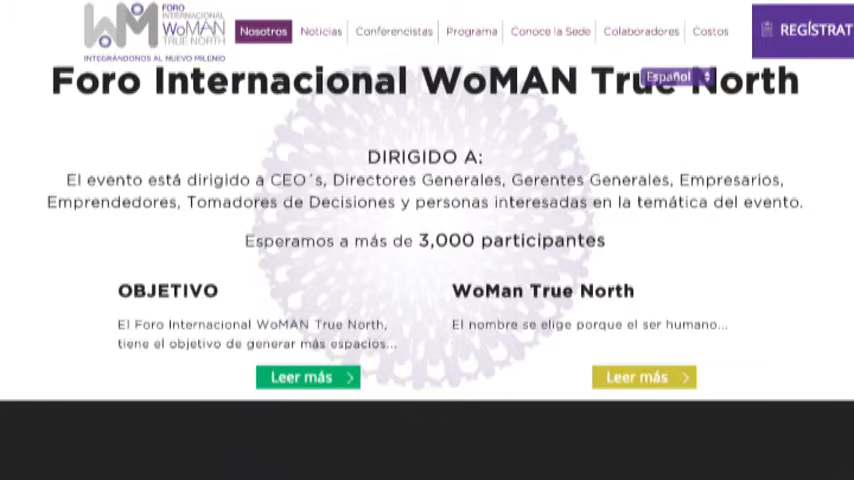 FORO
INTERNACIONAL
WoMAN
TRUE NORTH
INTEGRÁNDONOS AL NUEVO MILENIO
Nosotros
Noticias
Conferencistas
Programa
Conoce la Sede
Colaboradores
Costos
REGÍSTRAT
Español
Foro Internacional WoMAN True North
DIRIGIDO A:
El evento está dirigido a CEO´s, Directores Generales, Gerentes Generales, Empresarios,
Emprendedores, Tomadores de Decisiones y personas interesadas en la temática del evento.
Esperamos a más de 3,000 participantes
OBJETIVO
El Foro Internacional WoMAN True North,
tiene el objetivo de generar más espacios...
Leer más
WoMan True North
El nombre se elige porque el ser humano...
Leer más